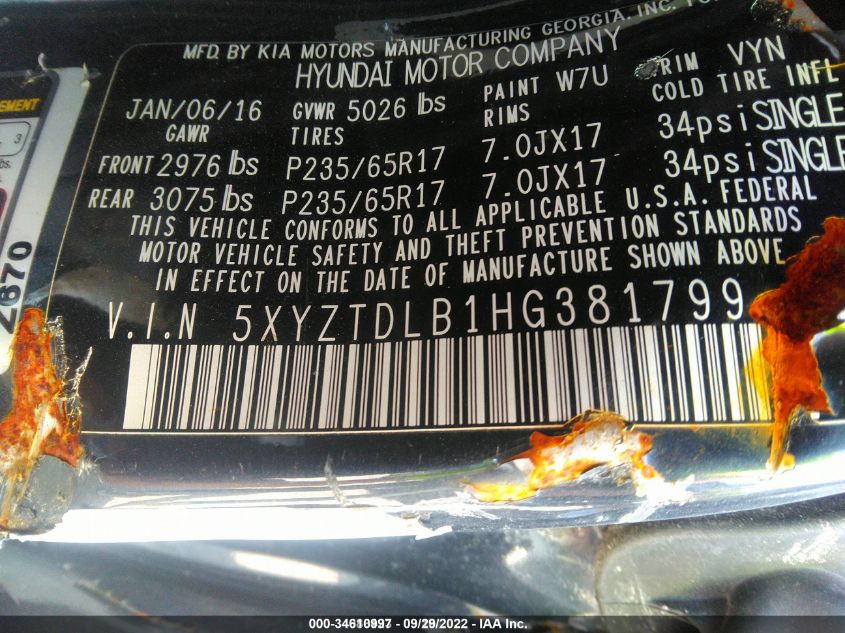 MFD. BY KIA MOTORS MANUFACTURING GEORGIA, INC.
HYUNDAI MOTOR COMPANY
JAN/06/16 GVWR 5026 lbs PAINT W7U TRIM VYN
GAWR TIRES RIMS COLD TIRE INFL
FRONT 2976 lbs P235/65R17 7.0JX17 34psi SINGLE
REAR 3075 lbs P235/65R17 7.0JX17 34psi SINGLE
THIS VEHICLE CONFORMS TO ALL APPLICABLE U.S.A. FEDERAL
MOTOR VEHICLE SAFETY AND THEFT PREVENTION STANDARDS
IN EFFECT ON THE DATE OF MANUFACTURE SHOWN ABOVE
V.I.N 5XYZTDLB1HG381799
3
2670
000-34610997 - 09/29/2022 - IAA Inc.